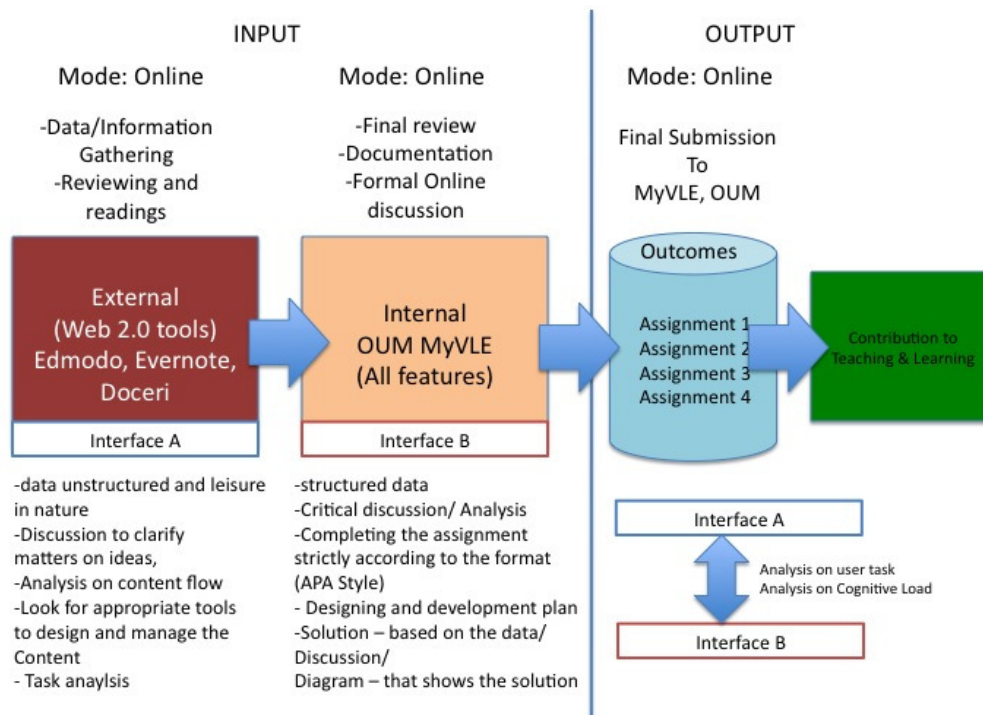 INPUT
Mode: Online
-Data/Information
Gathering
-Reviewing and
readings
External
(Web 2.0 tools)
Edmodo, Evernote,
Doceri
Interface A
-data unstructured and leisure
in nature
-Discussion to clarify
matters on ideas,
-Analysis on content flow
-Look for appropriate tools
to design and manage the
Content
- Task anaylsis
Mode: Online
-Final review
-Documentation
-Formal Online
discussion
Internal
OUM MyVLE
(All features)
Interface B
-structured data
-Critical discussion/ Analysis
-Completing the assignment
strictly according to the format
(APA Style)
- Designing and development plan
-Solution – based on the data/
Discussion/
Diagram – that shows the solution
OUTPUT
Mode: Online
Final Submission
To
MyVLE, OUM
Outcomes
Assignment 1
Assignment 2
Assignment 3
Assignment 4
Contribution to
Teaching & Learning
Interface A
Analysis on user task
Analysis on Cognitive Load
Interface B